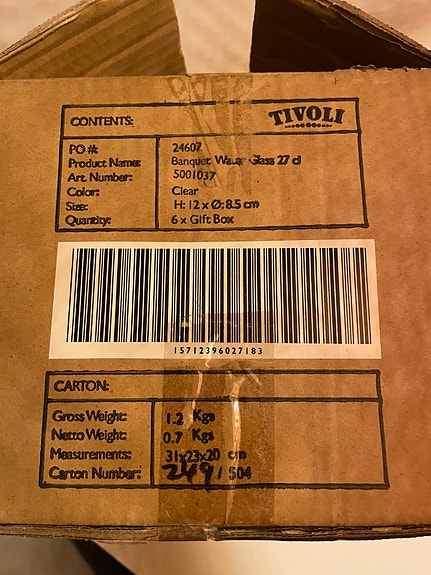 CONTENTS: TIVOLI
PO #: 24607
Product Name: Banquet Water Glass 27 cl
Art. Number: 5001037
Color: Clear
Size: H: 12 x Ø: 8.5 cm
Quantity: 6 x Gift Box
15712396027183
CARTON:
Gross Weight: 1.2 Kgs
Netto Weight: 0.7 Kgs
Measurements: 31x23x20 cm
Carton Number: 249 / 504